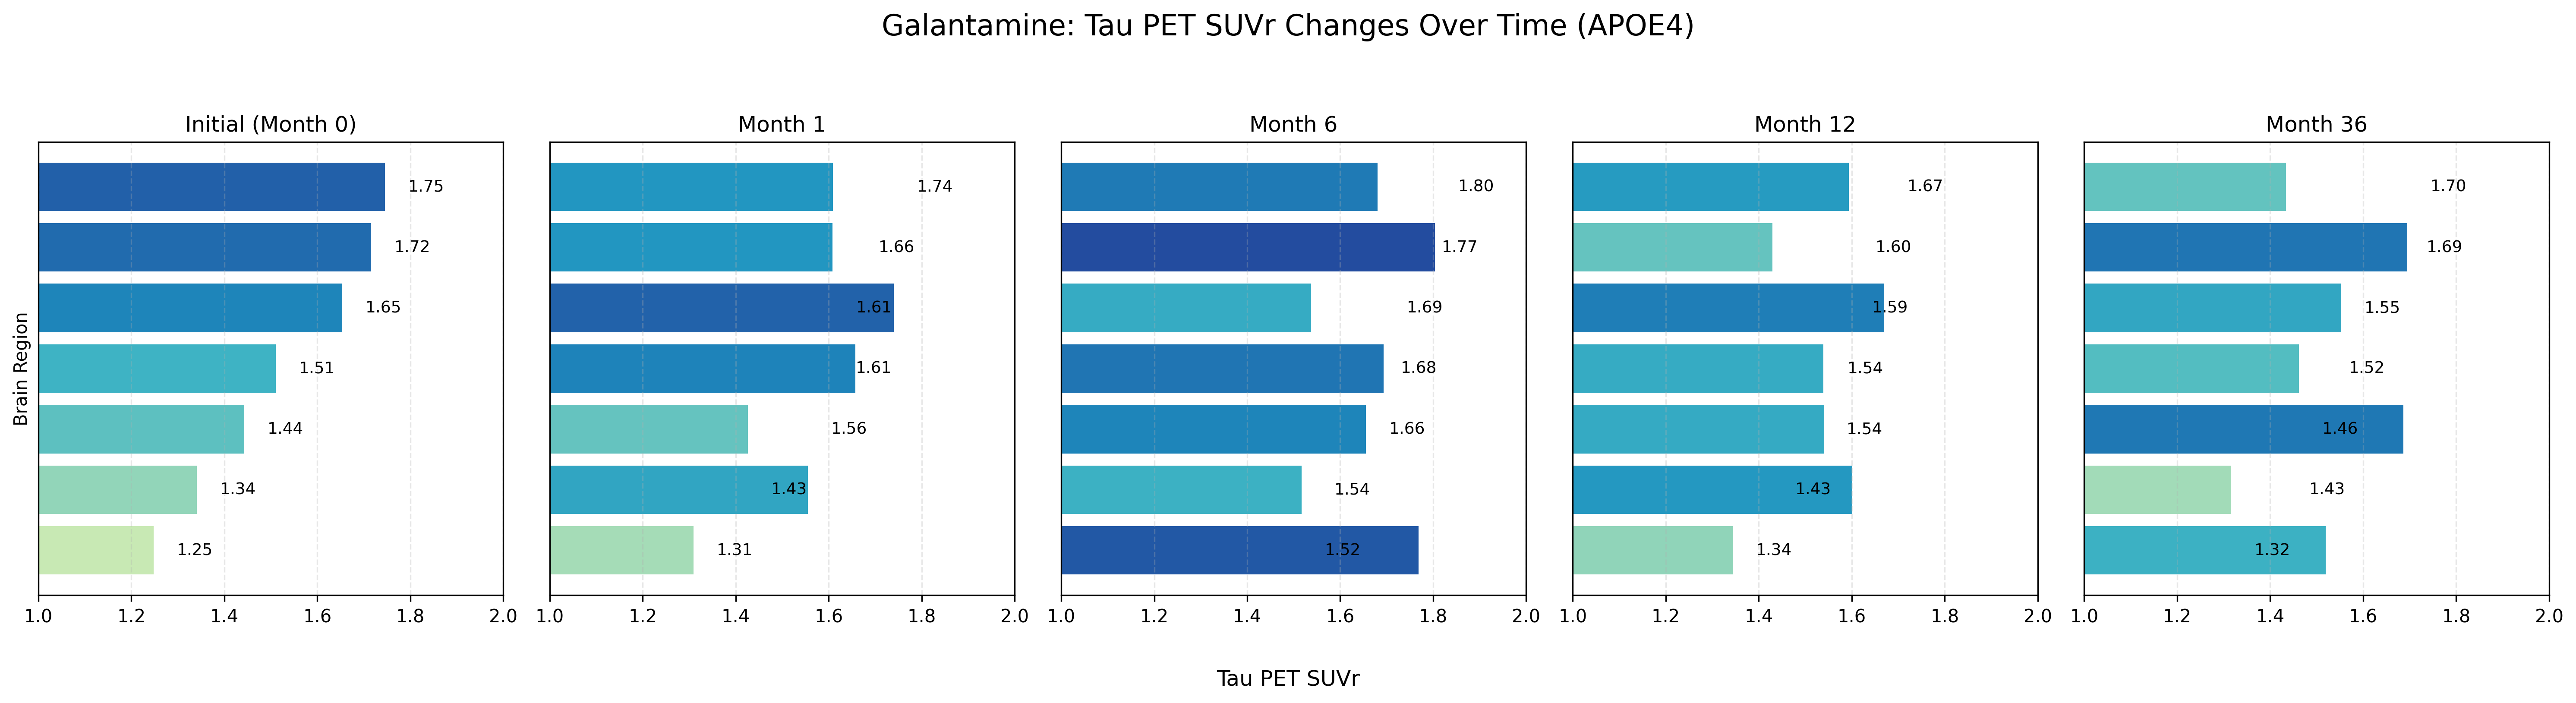 Galantamine: Tau PET SUVr Changes Over Time (APOE4)
Initial (Month 0)
1.75
1.72
1.65
1.51
1.44
1.34
1.25
Brain Region
1.0 1.2 1.4 1.6 1.8 2.0
Month 1
1.74
1.66
1.61
1.61
1.56
1.43
1.31
1.0 1.2 1.4 1.6 1.8 2.0
Month 6
1.80
1.77
1.69
1.68
1.66
1.54
1.52
1.0 1.2 1.4 1.6 1.8 2.0
Month 12
1.67
1.60
1.59
1.54
1.54
1.43
1.34
1.0 1.2 1.4 1.6 1.8 2.0
Month 36
1.70
1.69
1.55
1.52
1.46
1.43
1.32
1.0 1.2 1.4 1.6 1.8 2.0
Tau PET SUVr